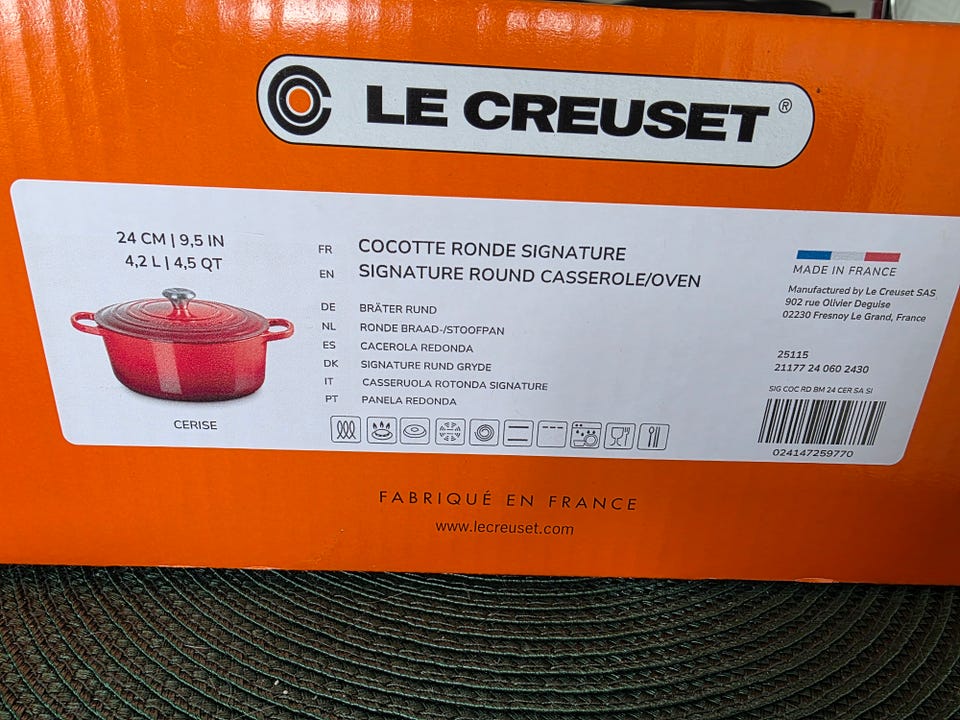 LE CREUSET ®
24 CM | 9,5 IN
4,2 L | 4,5 QT
CERISE
FR COCOTTE RONDE SIGNATURE
EN SIGNATURE ROUND CASSEROLE/OVEN
DE BRÄTER RUND
NL RONDE BRAAD-/STOOFPAN
ES CACEROLA REDONDA
DK SIGNATURE RUND GRYDE
IT CASSERUOLA ROTONDA SIGNATURE
PT PANELA REDONDA
MADE IN FRANCE
Manufactured by Le Creuset SAS
902 rue Olivier Deguise
02230 Fresnoy Le Grand, France
25115
21177 24 060 2430
SIG COC RD BM 24 CER SA SI
024147259770
FABRIQUÉ EN FRANCE
www.lecreuset.com